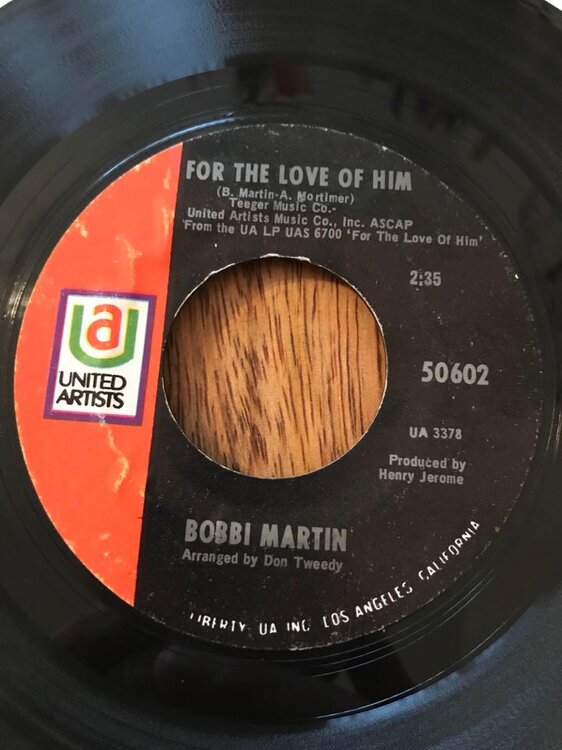 FOR THE LOVE OF HIM
(B. Martin-A. Mortimer)
Teeger Music Co.-
United Artists Music Co., Inc. ASCAP
'From the UA LP UAS 6700 'For The Love Of Him'
2:35
ua
UNITED
ARTISTS
50602
UA 3378
Produced by
Henry Jerome
BOBBI MARTIN
Arranged by Don Tweedy
LIBERTY UA INC. LOS ANGELES, CALIFORNIA